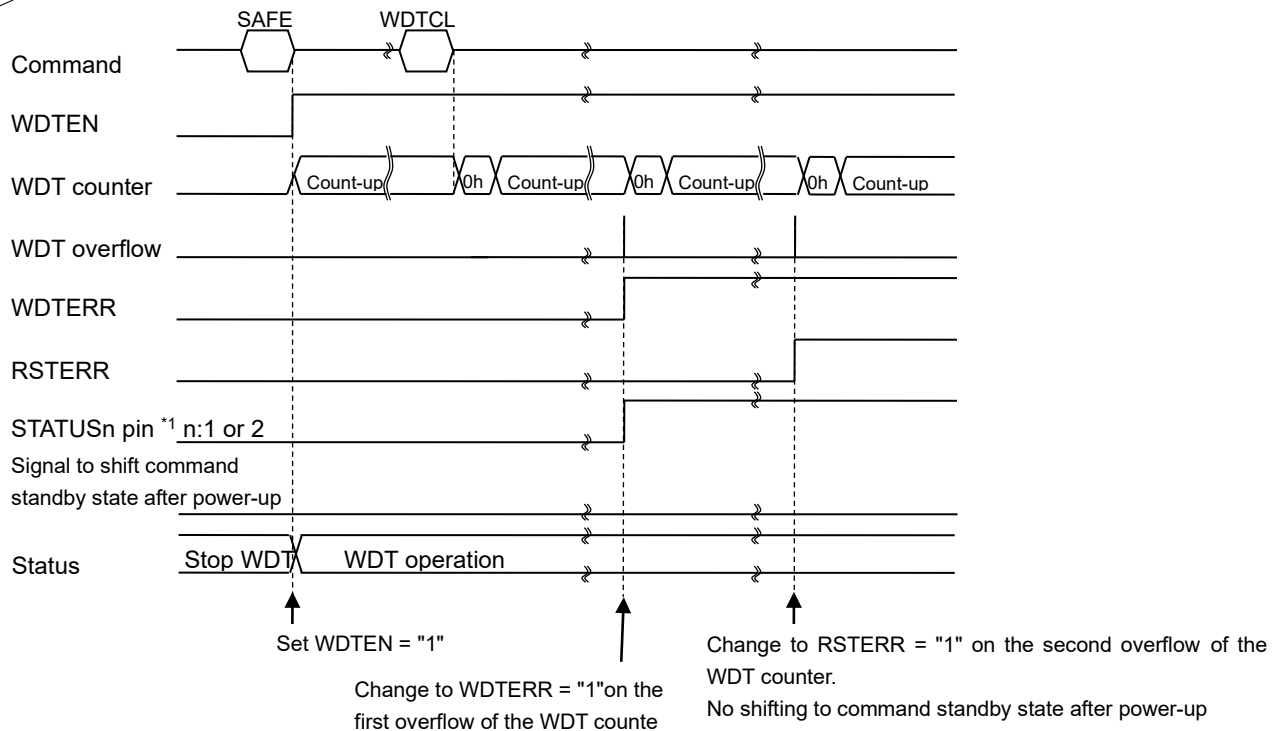 SAFE WDTCL
Command
WDTEN
WDT counter Count-up 0h Count-up 0h Count-up 0h Count-up
WDT overflow
WDTERR
RSTERR
STATUSn pin *1 n:1 or 2
Signal to shift command
standby state after power-up
Status Stop WDT WDT operation
Set WDTEN = "1"
Change to WDTERR = "1"on the
first overflow of the WDT counte
Change to RSTERR = "1" on the second overflow of the
WDT counter.
No shifting to command standby state after power-up